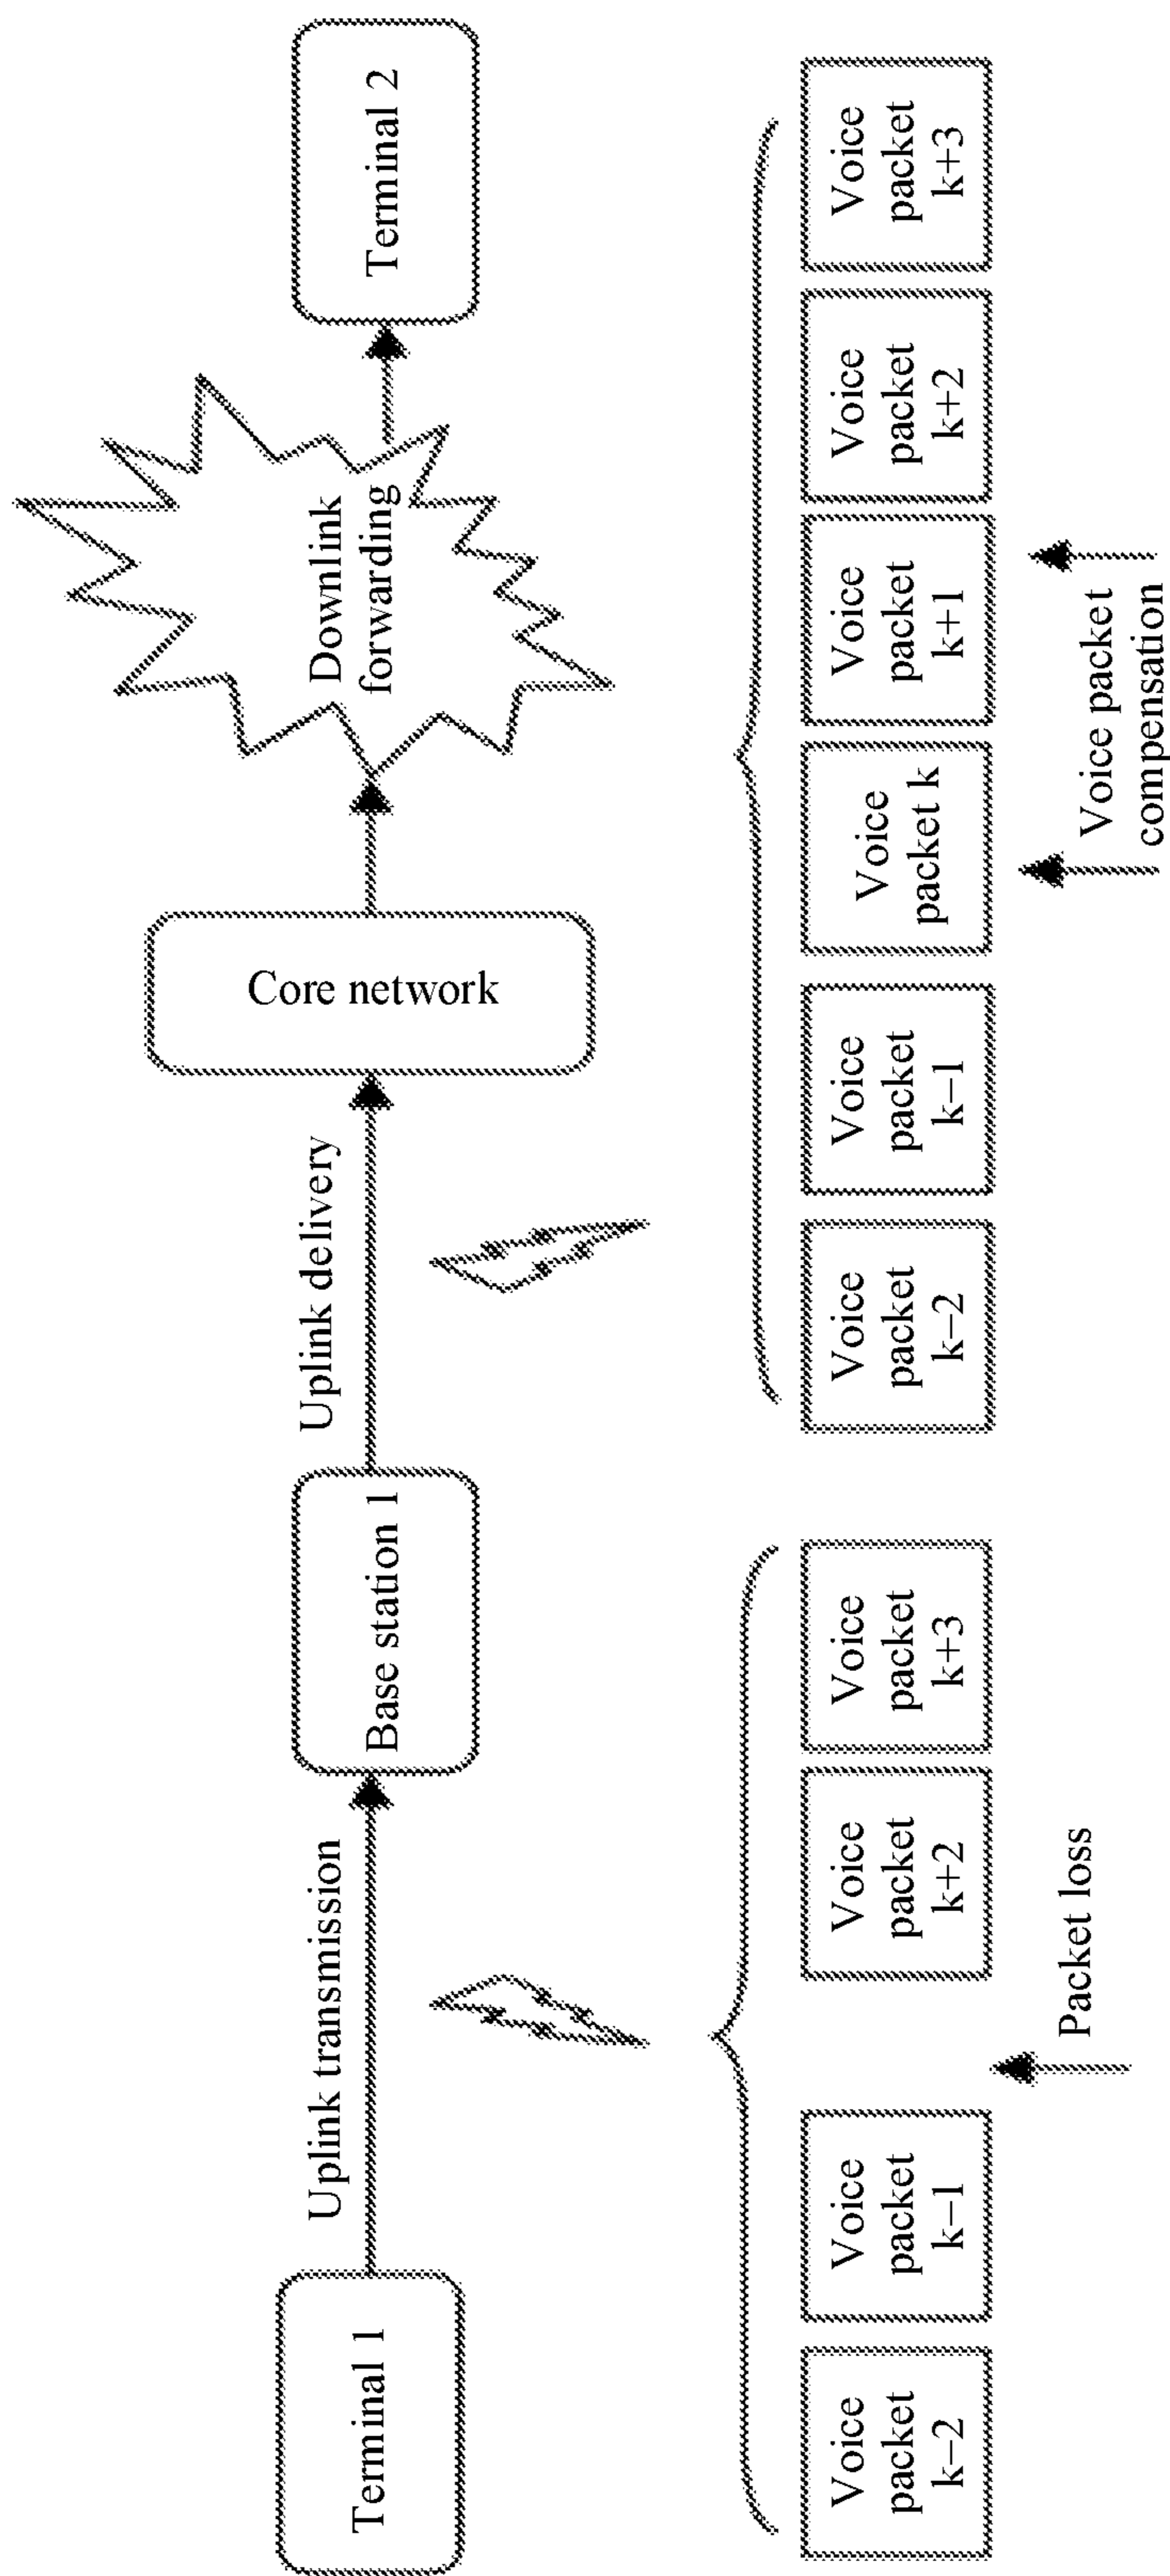 Terminal 1
Uplink transmission
Base station 1
Uplink delivery
Core network
Downlink
forwarding
Terminal 2
Voice
packet
k−2
Voice
packet
k−1
Voice
packet
k+2
Voice
packet
k+3
Packet loss
Voice
packet
k−2
Voice
packet
k−1
Voice
packet k
Voice
packet
k+1
Voice
packet
k+2
Voice
packet
k+3
Voice packet
compensation